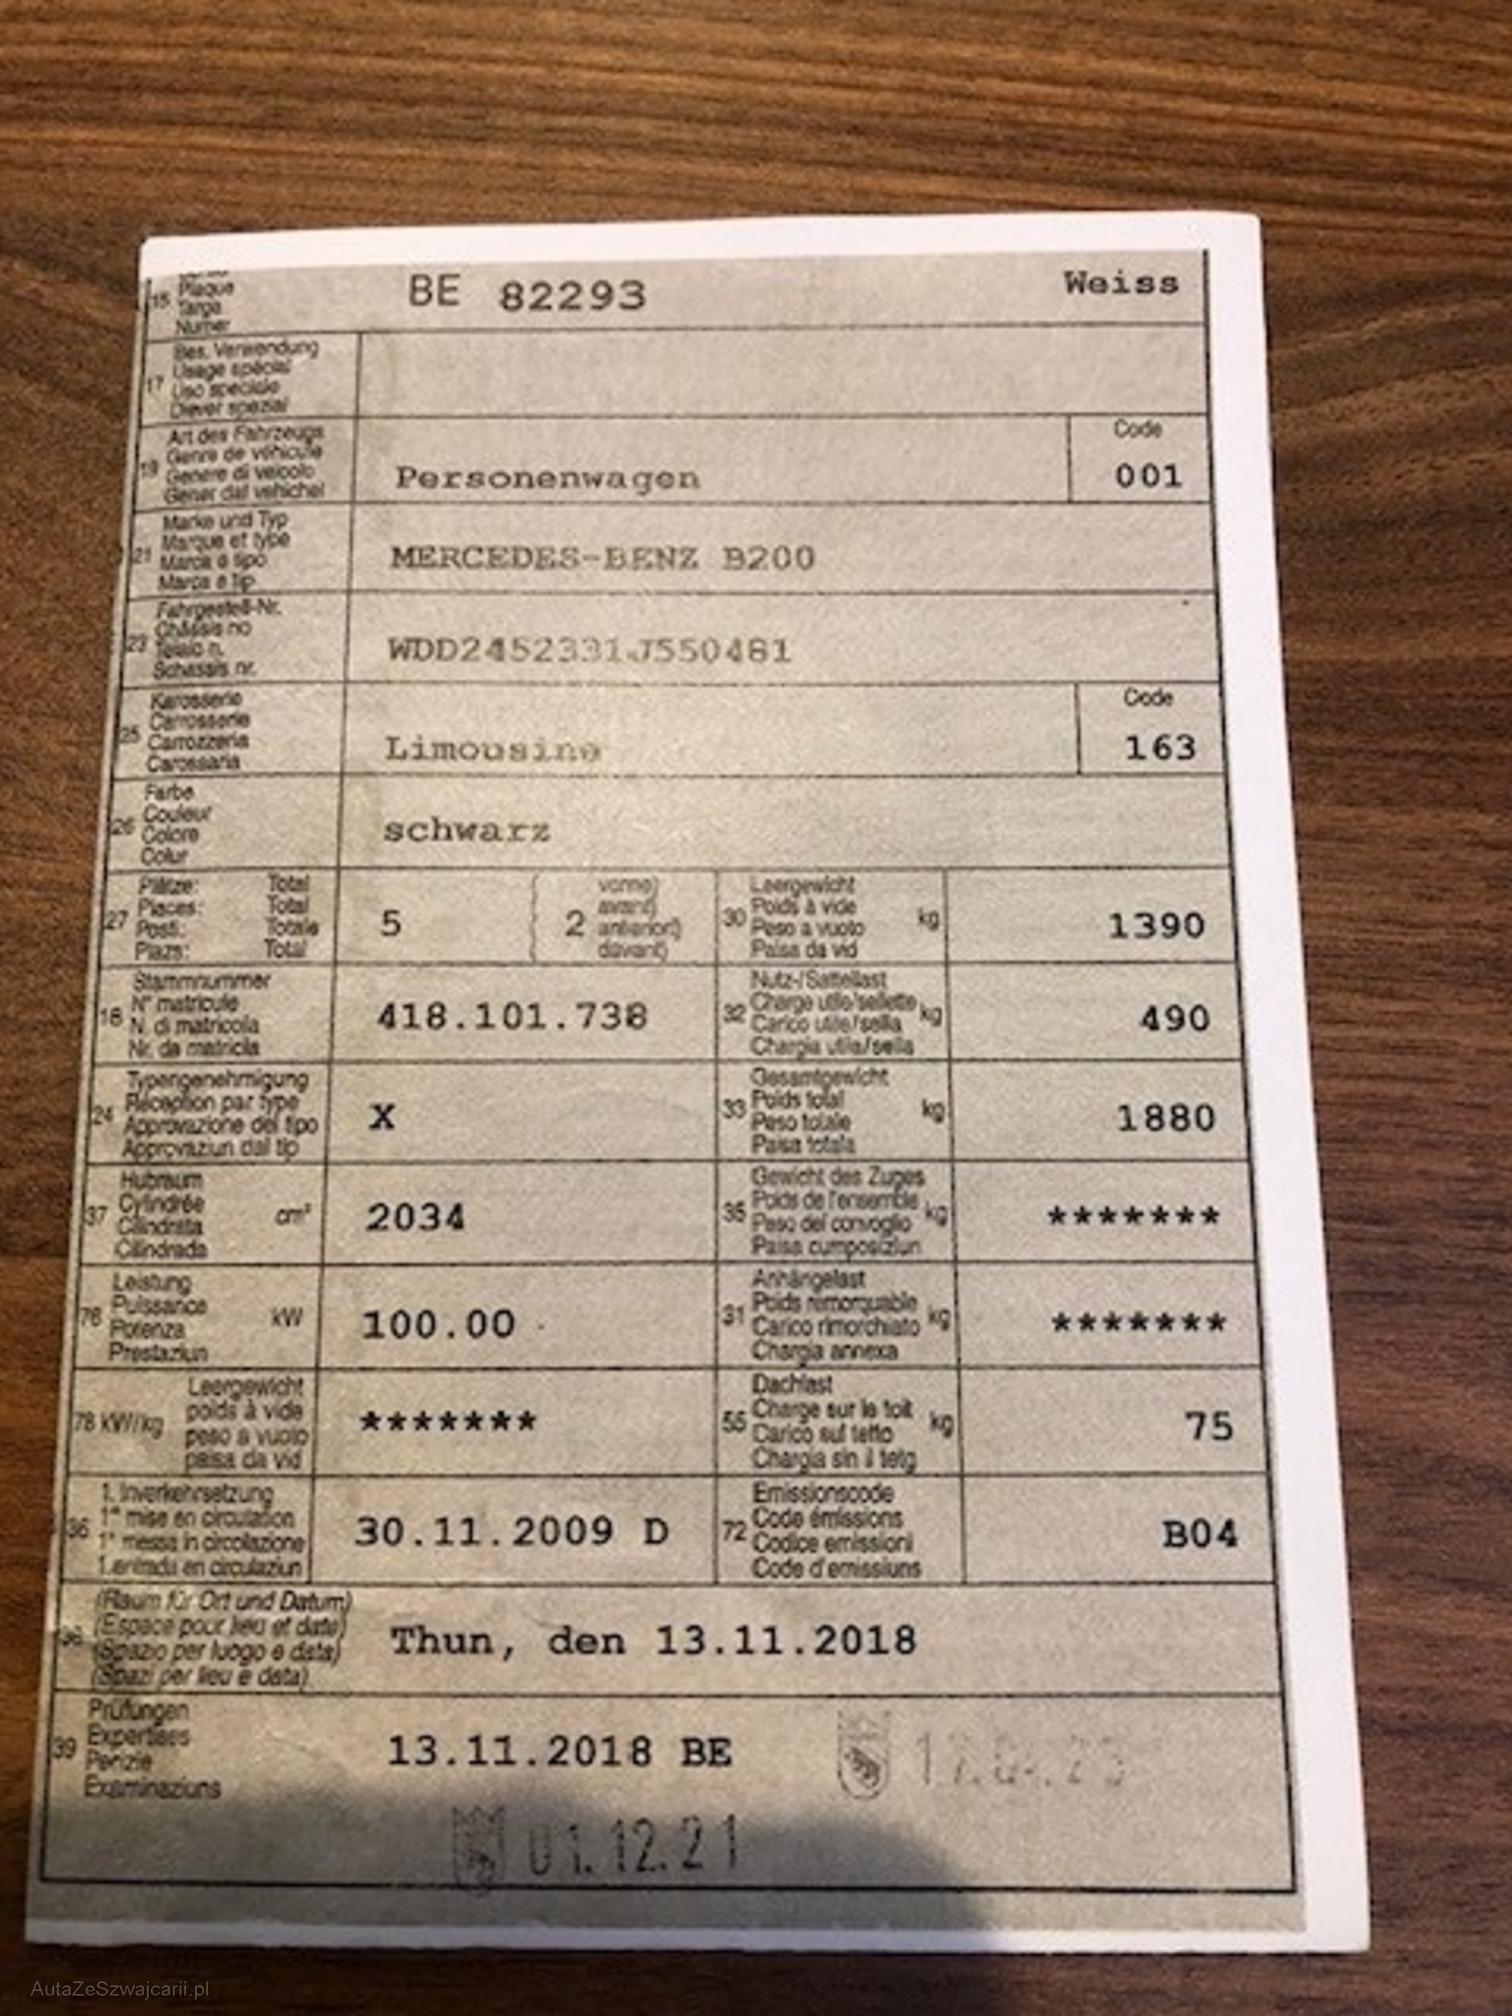 15 Plaque BE 82293 Weiss
Targa
Numer
Bes. Verwendung
Usage spécial
17 Uso speciale
Diever spezial
Art des Fahrzeugs Code
19 Genre de véhicule
Genere di veicolo Personenwagen 001
Gener dal vehichel
Marke und Typ
21 Marque et type MERCEDES-BENZ B200
Marca e tipo
Marca e tip
Fahrgestell-Nr.
23 Châssis no WDD2452331J550481
Telaio n.
Schassis nr.
Karosserie Code
25 Carrosserie
Carrozzeria Limousine 163
Carossaria
Farbe
26 Couleur schwarz
Colore
Colur
Plätze: Total vorne) Leergewicht
27 Places: Total 5 ( 2 avant) 30 Poids à vide kg 1390
Posti: Totale anteriori) Peso a vuoto
Plazs: Total davant) Paisa da vid
Stammnummer Nutz-/Sattellast
18 N° matricule 418.101.738 32 Charge utile/sellette kg 490
N. di matricola Carico utile/sella
Nr. da matricla Chargia utila/sella
Typengenehmigung Gesamtgewicht
24 Réception par type X 33 Poids total kg 1880
Approvazione del tipo Peso totale
Approvaziun dal tip Paisa totala
Hubraum Gewicht des Zuges
37 Cylindrée cm³ 2034 35 Poids de l'ensemble kg *******
Cilindrata Peso del convoglio
Cilindrada Paisa cumposiziun
Leistung Anhängelast
76 Puissance kW 100.00 31 Poids remorquable kg *******
Potenza Carico rimorchiato
Prestaziun Chargia annexa
Leergewicht Dachlast
78 kW/kg poids à vide ******* 55 Charge sur le toit kg 75
peso a vuoto Carico sul tetto
paisa da vid Chargia sin il tetg
1. Inverkehrsetzung Emissionscode
36 1re mise en circulation 30.11.2009 D 72 Code émissions B04
1a messa in circolazione Codice emissioni
1. entrada en circulaziun Code d'emissiuns
(Raum für Ort und Datum)
38 (Espace pour lieu et date) Thun, den 13.11.2018
(Spazio per luogo e data)
(Spazi per lieu e data)
Prüfungen
39 Expertises 13.11.2018 BE
Perizie
Examinaziuns
01.12.21
AutaZeSzwajcarii.pl